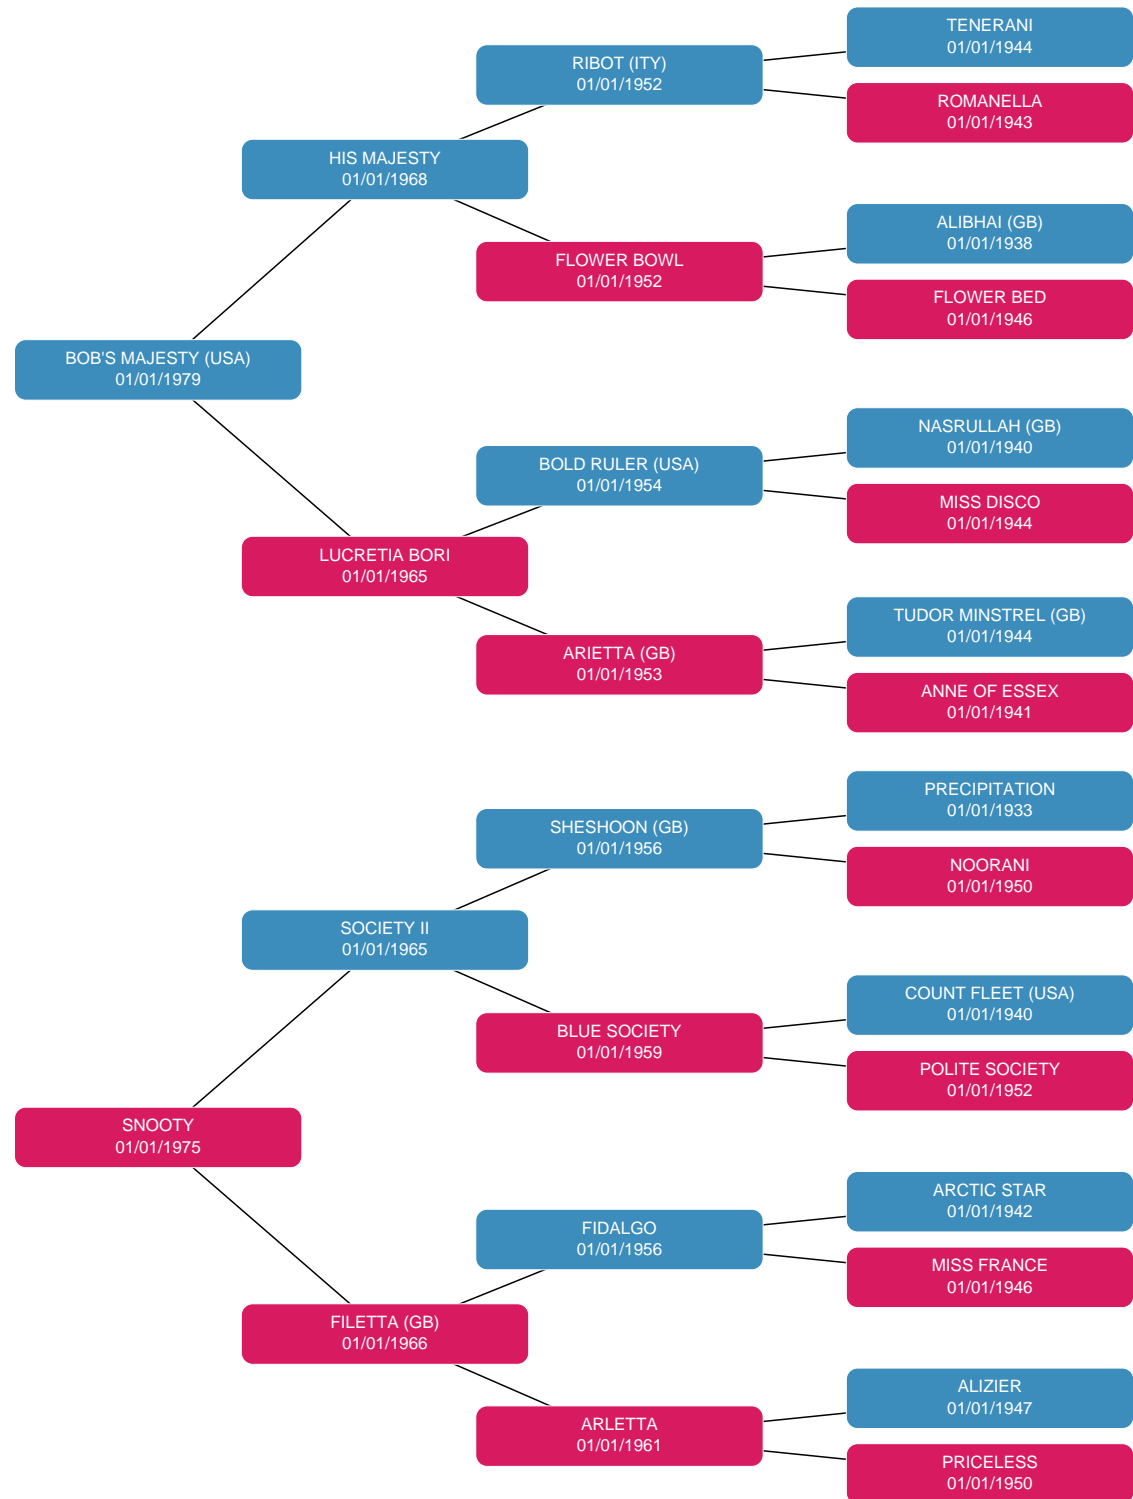 TENERANI
01/01/1944
RIBOT (ITY)
01/01/1952
ROMANELLA
01/01/1943
HIS MAJESTY
01/01/1968
ALIBHAI (GB)
01/01/1938
FLOWER BOWL
01/01/1952
FLOWER BED
01/01/1946
BOB'S MAJESTY (USA)
01/01/1979
NASRULLAH (GB)
01/01/1940
BOLD RULER (USA)
01/01/1954
MISS DISCO
01/01/1944
LUCRETIA BORI
01/01/1965
TUDOR MINSTREL (GB)
01/01/1944
ARIETTA (GB)
01/01/1953
ANNE OF ESSEX
01/01/1941
PRECIPITATION
01/01/1933
SHESHOON (GB)
01/01/1956
NOORANI
01/01/1950
SOCIETY II
01/01/1965
COUNT FLEET (USA)
01/01/1940
BLUE SOCIETY
01/01/1959
POLITE SOCIETY
01/01/1952
SNOOTY
01/01/1975
ARCTIC STAR
01/01/1942
FIDALGO
01/01/1956
MISS FRANCE
01/01/1946
FILETTA (GB)
01/01/1966
ALIZIER
01/01/1947
ARLETTA
01/01/1961
PRICELESS
01/01/1950